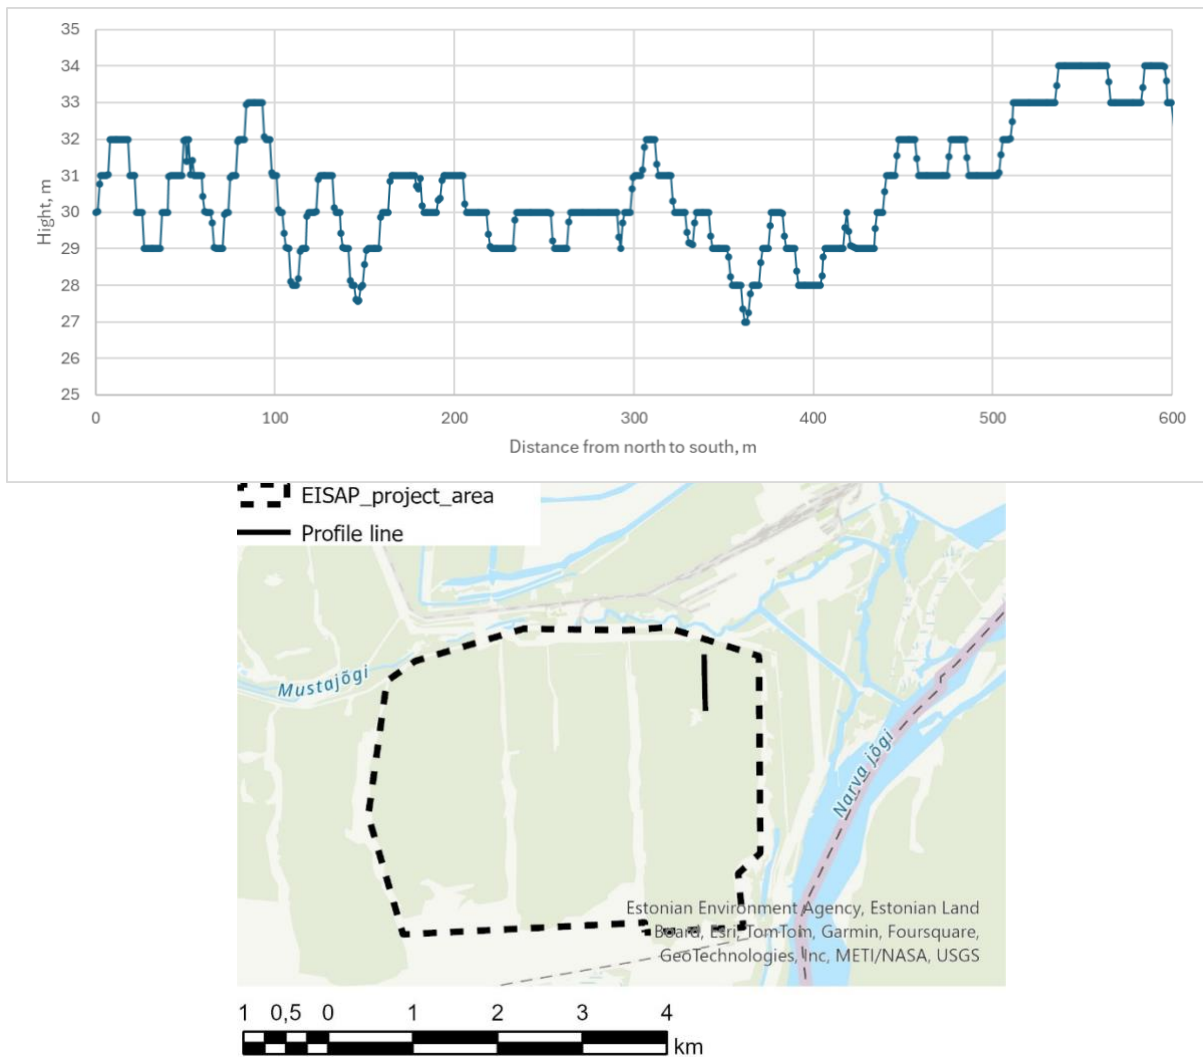 35
34
33
32
31
30
29
28
27
26
25
Hight, m
0 100 200 300 400 500 600
Distance from north to south, m
EISAP_project_area
Profile line
Mustajõgi
Narva jõgi
Estonian Environment Agency, Estonian Land
Board, Esri, TomTom, Garmin, Foursquare,
GeoTechnologies, Inc, METI/NASA, USGS
1 0,5 0 1 2 3 4
km